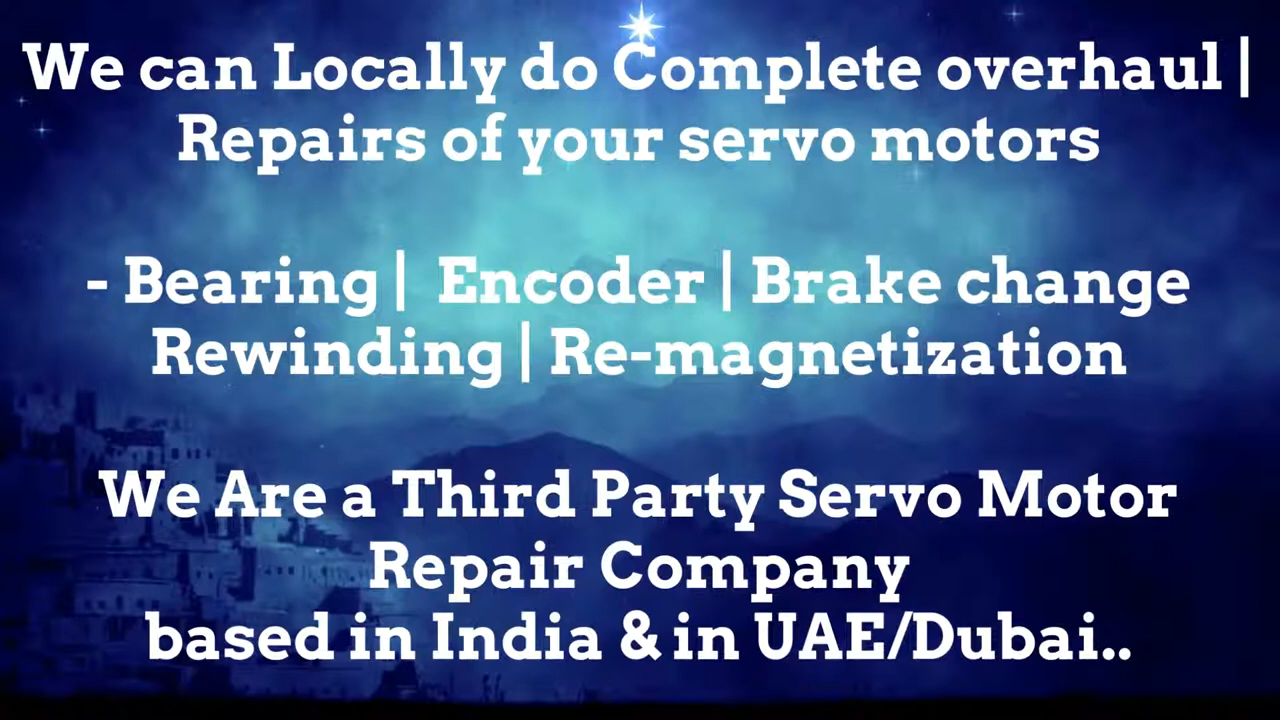 We can Locally do Complete overhaul |
Repairs of your servo motors
- Bearing | Encoder | Brake change
Rewinding | Re-magnetization
We Are a Third Party Servo Motor
Repair Company
based in India & in UAE/Dubai..